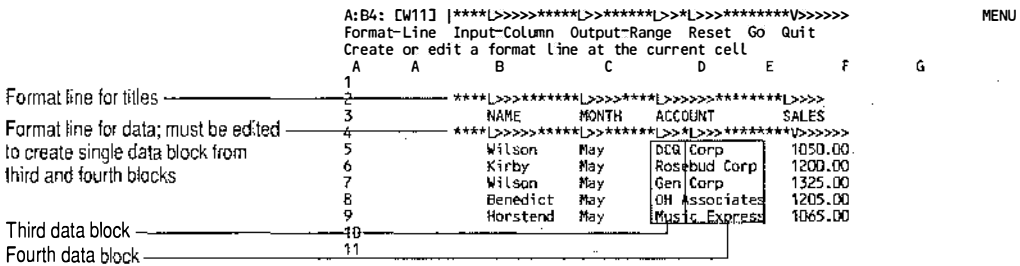 A:B4: [W11] |****L>>>>>*****L>>******L>>*L>>>********V>>>>>> MENU
Format-Line Input-Column Output-Range Reset Go Quit
Create or edit a format line at the current cell
A A B C D E F G
1
Format line for titles 2 ****L>>>*******L>>>>****L>>>>>>********L>>>>
3 NAME MONTH ACCOUNT SALES
Format line for data; must be edited 4 ****L>>>>>*****L>>>>****L>>*L>>>********V>>>>>>
to create single data block from 5 Wilson May DCQ Corp 1050.00
third and fourth blocks 6 Kirby May Rosebud Corp 1200.00
7 Wilson May Gen Corp 1325.00
8 Benedict May OH Associates 1205.00
9 Horstend May Music Express 1065.00
Third data block 10
Fourth data block 11